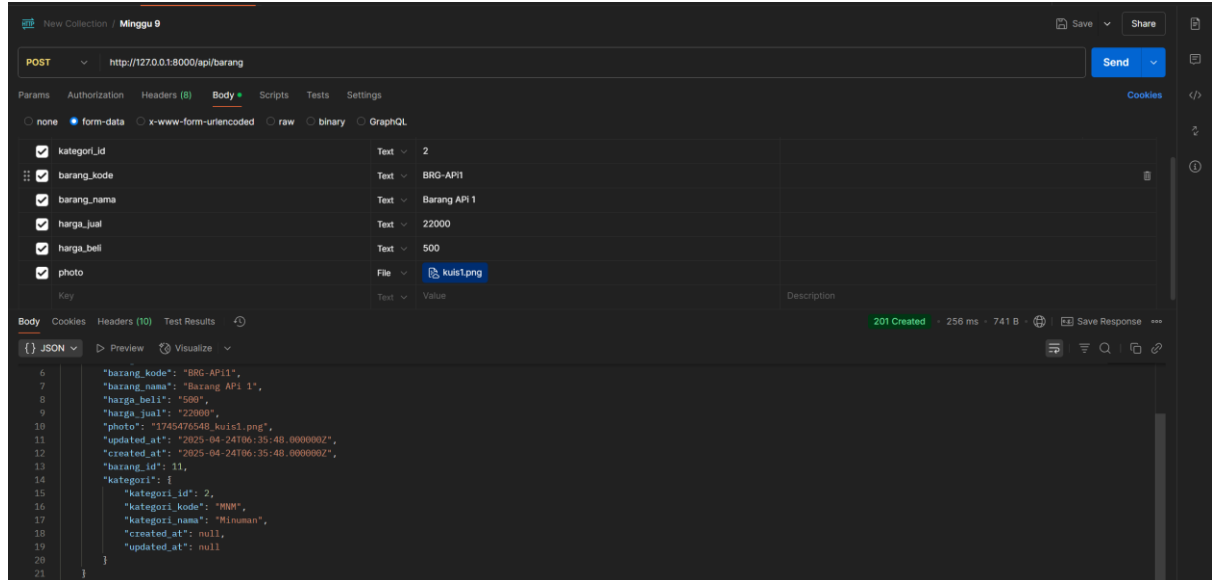 New Collection / Minggu 9 Save Share
POST http://127.0.0.1:8000/api/barang Send
Params Authorization Headers (8) Body Scripts Tests Settings Cookies
none form-data x-www-form-urlencoded raw binary GraphQL
kategori_id Text 2
barang_kode Text BRG-APi1
barang_nama Text Barang APi 1
harga_jual Text 22000
harga_beli Text 500
photo File kuis1.png
Key Text Value Description
Body Cookies Headers (10) Test Results 201 Created 256 ms 741 B Save Response
{} JSON Preview Visualize
6 "barang_kode": "BRG-APi1",
7 "barang_nama": "Barang APi 1",
8 "harga_beli": "500",
9 "harga_jual": "22000",
10 "photo": "1745476548_kuis1.png",
11 "updated_at": "2025-04-24T06:35:48.000000Z",
12 "created_at": "2025-04-24T06:35:48.000000Z",
13 "barang_id": 11,
14 "kategori": {
15 "kategori_id": 2,
16 "kategori_kode": "MNM",
17 "kategori_nama": "Minuman",
18 "created_at": null,
19 "updated_at": null
20 }
21 }